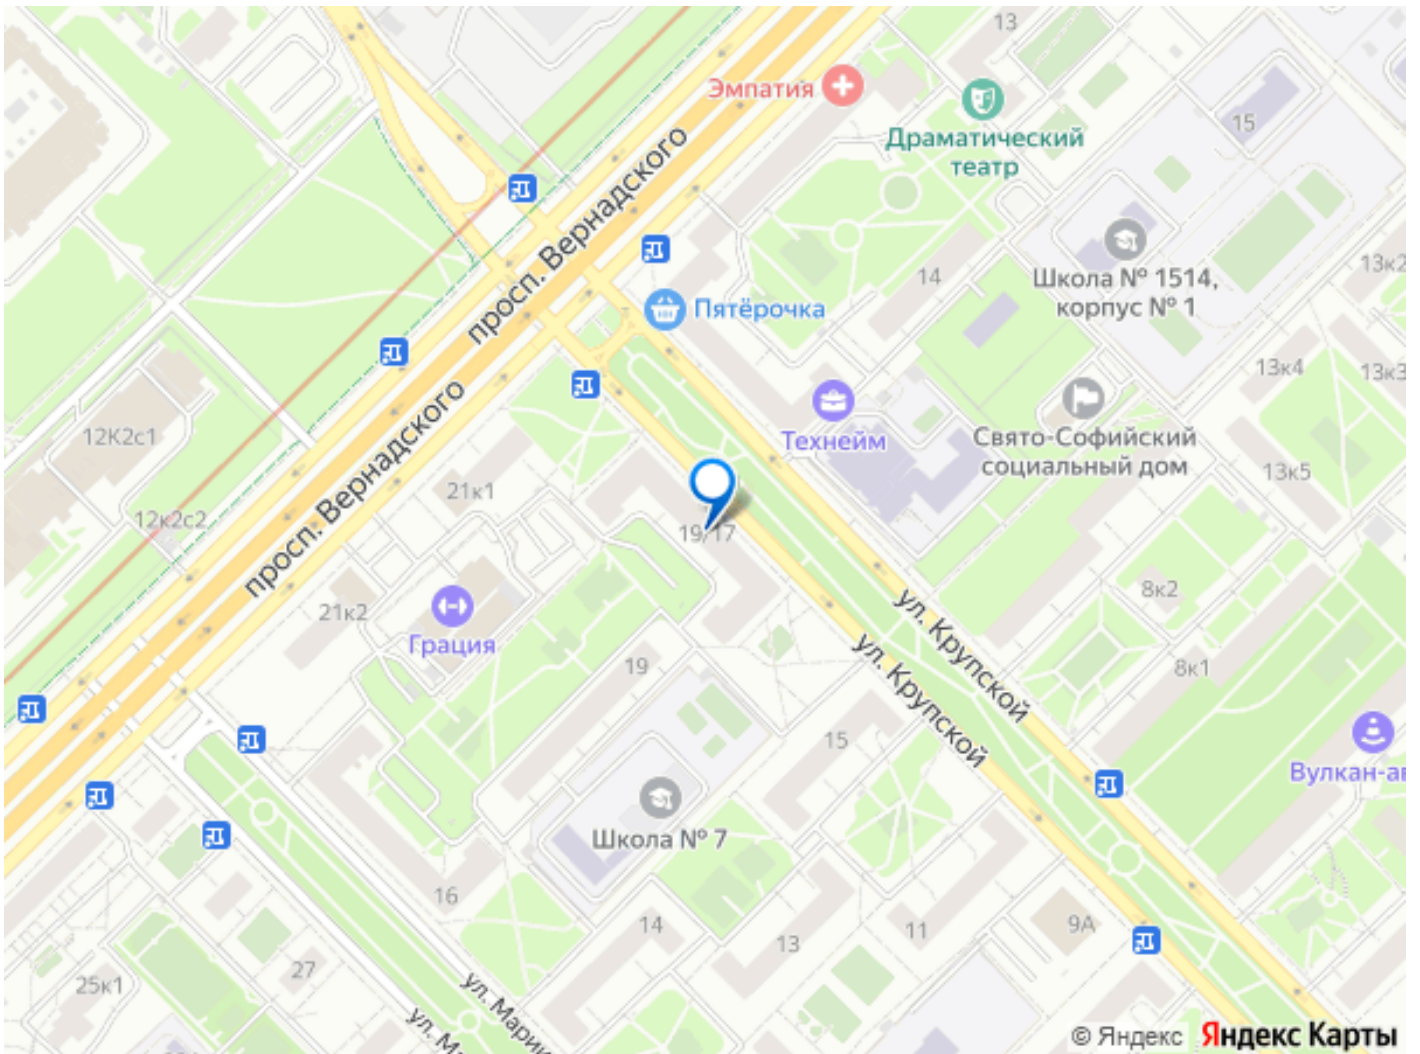 13
Эмпатия
Драматический
театр
15
просп. Вернадского
14
Школа № 1514,
корпус № 1
13к2
Пятёрочка
13к4
13к3
Технейм
12К2с1
Свято-Софийский
социальный дом
13к5
просп. Вернадского
21к1
12к2с2
19/17
8к2
ул. Крупской
21к2
Грация
ул. Крупской
19
8к1
15
Вулкан-ав
Школа № 7
16
14
13
11
9А
27
25к1
ул. Марии
ул. М
© Яндекс Яндекс Карты